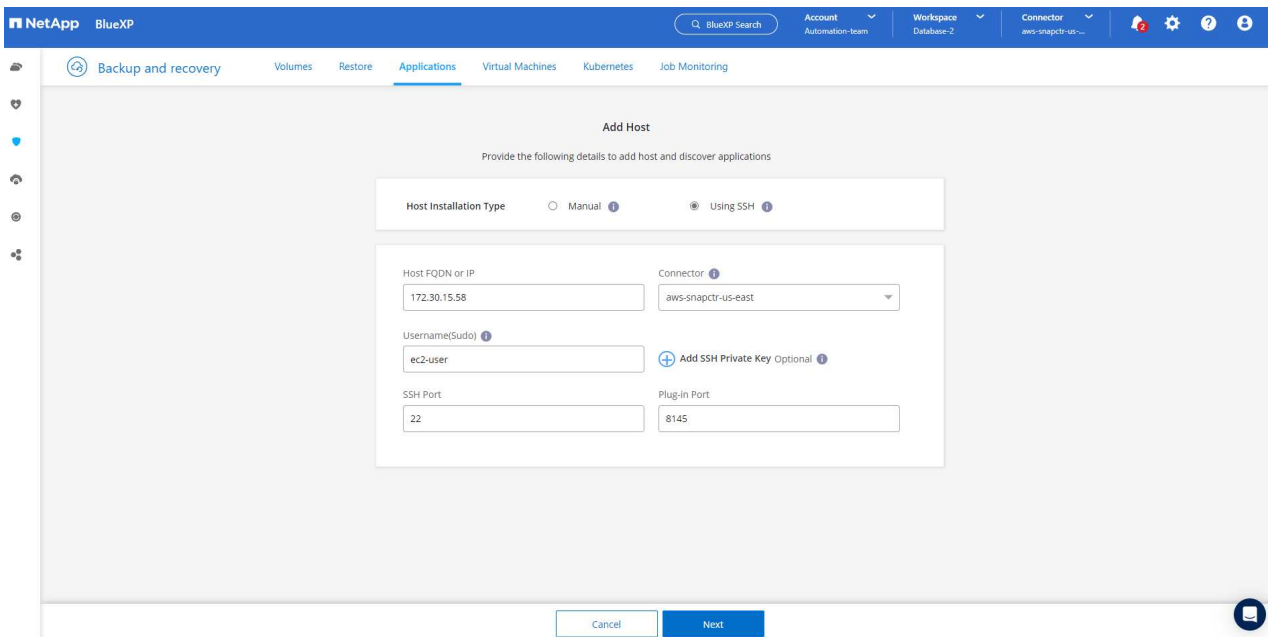 NetApp BlueXP
BlueXP Search
Account
Automation-team
Workspace
Database-2
Connector
aws-snapctr-us-...
2
Backup and recovery
Volumes Restore Applications Virtual Machines Kubernetes Job Monitoring
Add Host
Provide the following details to add host and discover applications
Host Installation Type Manual Using SSH
Host FQDN or IP
172.30.15.58
Connector
aws-snapctr-us-east
Username(Sudo)
ec2-user
Add SSH Private Key Optional
SSH Port
22
Plug-in Port
8145
Cancel Next